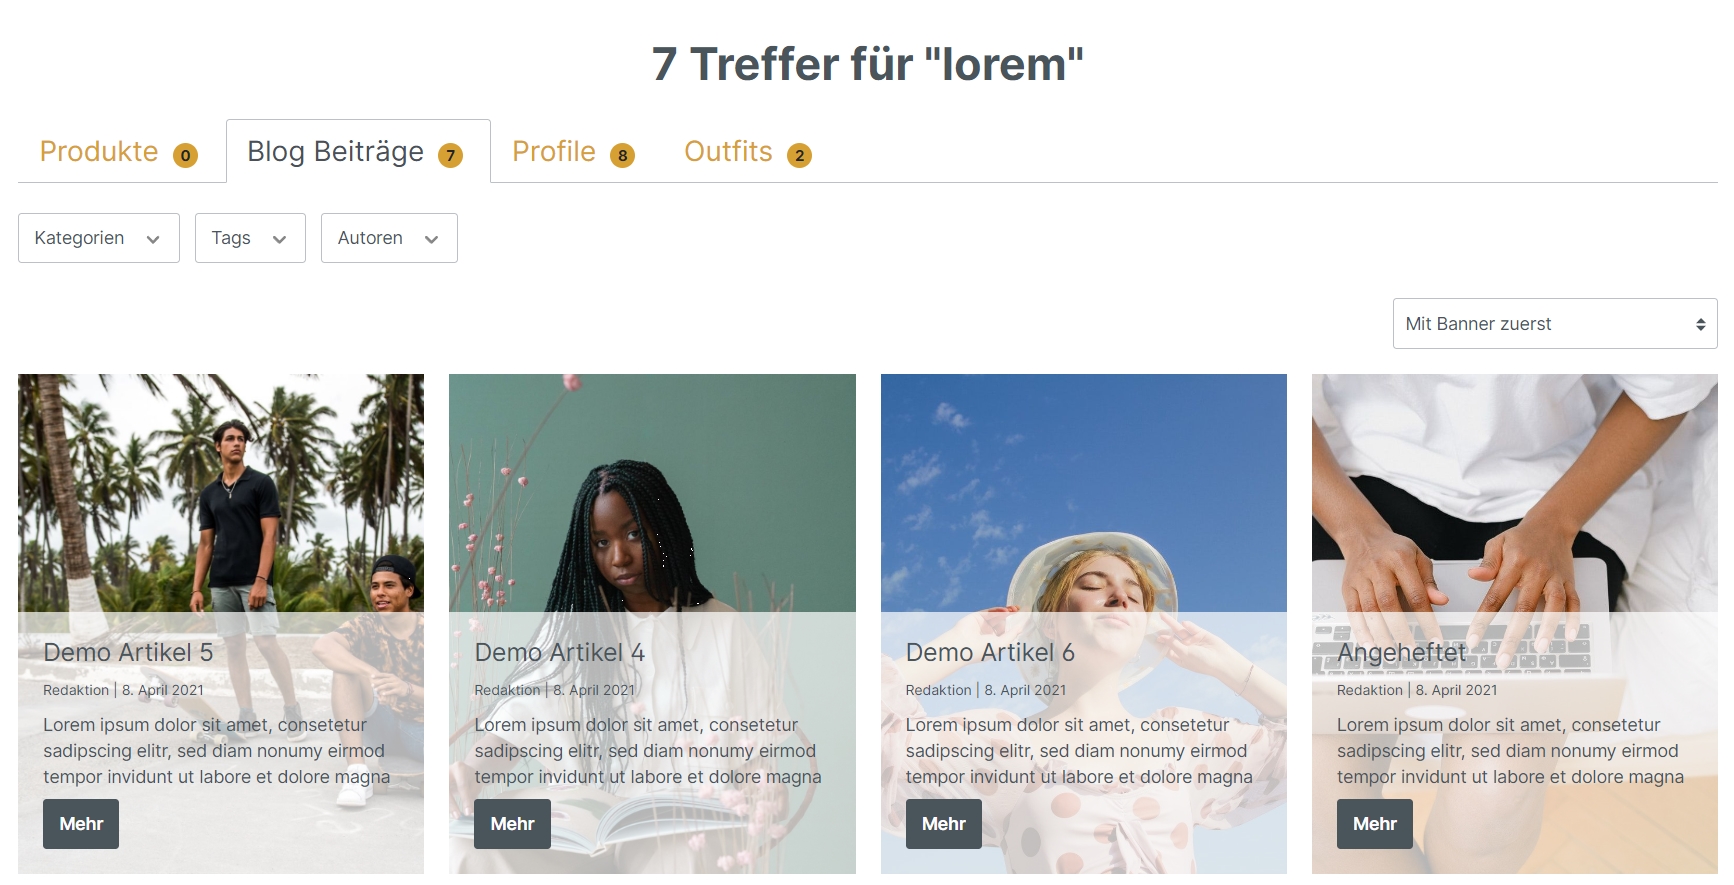 7 Treffer für "lorem"
Produkte 0 Blog Beiträge 7 Profile 8 Outfits 2
Kategorien Tags Autoren
Mit Banner zuerst
Demo Artikel 5
Redaktion | 8. April 2021
Lorem ipsum dolor sit amet, consetetur
sadipscing elitr, sed diam nonumy eirmod
tempor invidunt ut labore et dolore magna
Mehr
Demo Artikel 4
Redaktion | 8. April 2021
Lorem ipsum dolor sit amet, consetetur
sadipscing elitr, sed diam nonumy eirmod
tempor invidunt ut labore et dolore magna
Mehr
Demo Artikel 6
Redaktion | 8. April 2021
Lorem ipsum dolor sit amet, consetetur
sadipscing elitr, sed diam nonumy eirmod
tempor invidunt ut labore et dolore magna
Mehr
Angeheftet
Redaktion | 8. April 2021
Lorem ipsum dolor sit amet, consetetur
sadipscing elitr, sed diam nonumy eirmod
tempor invidunt ut labore et dolore magna
Mehr